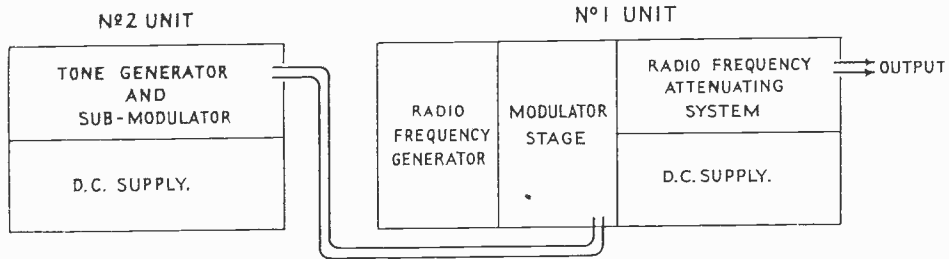 Nº2 UNIT
TONE GENERATOR
AND
SUB-MODULATOR
D.C. SUPPLY.
Nº1 UNIT
RADIO
FREQUENCY
GENERATOR
MODULATOR
STAGE
RADIO FREQUENCY
ATTENUATING
SYSTEM
D.C. SUPPLY.
OUTPUT